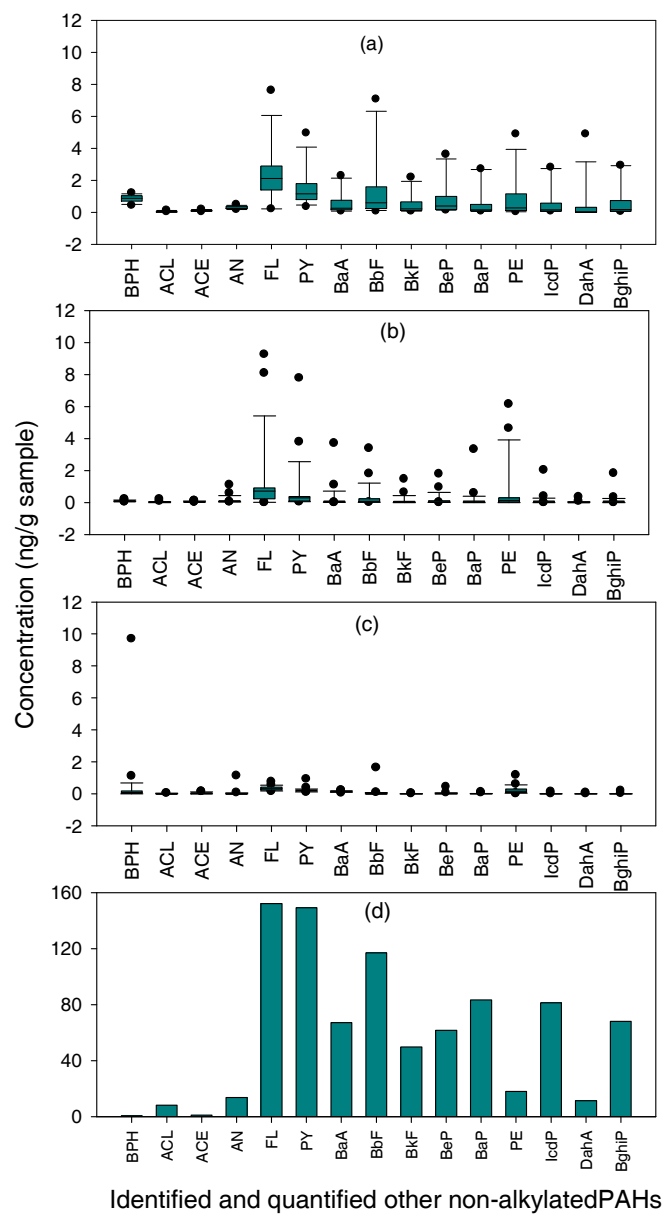 Concentration (ng/g sample)
(a)
12
10
8
6
4
2
0
-2
BPH ACL ACE AN FL PY BaA BbF BkF BeP BaP PE IcdP DahA BghiP
(b)
12
10
8
6
4
2
0
-2
BPH ACL ACE AN FL PY BaA BbF BkF BeP BaP PE IcdP DahA BghiP
(c)
12
10
8
6
4
2
0
-2
BPH ACL ACE AN FL PY BaA BbF BkF BeP BaP PE IcdP DahA BghiP
(d)
160
120
80
40
0
BPH ACL ACE AN FL PY BaA BbF BkF BeP BaP PE IcdP DahA BghiP
Identified and quantified other non-alkylatedPAHs